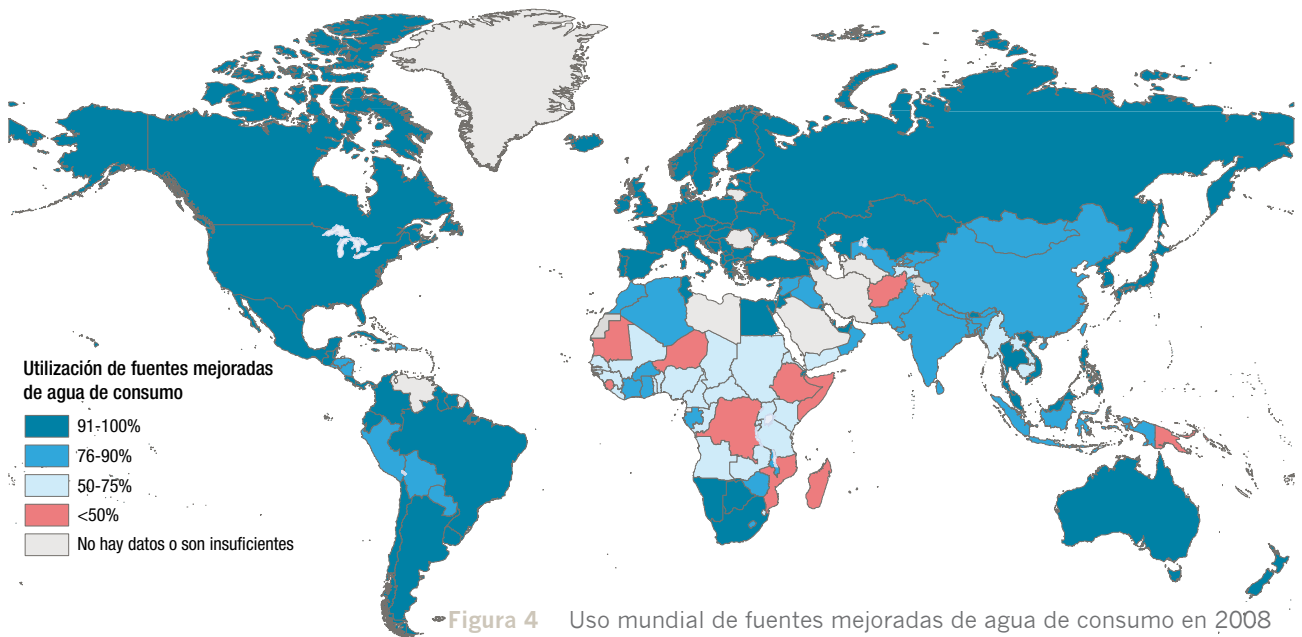 Utilización de fuentes mejoradas
de agua de consumo
91-100%
76-90%
50-75%
<50%
No hay datos o son insuficientes
Figura 4 Uso mundial de fuentes mejoradas de agua de consumo en 2008